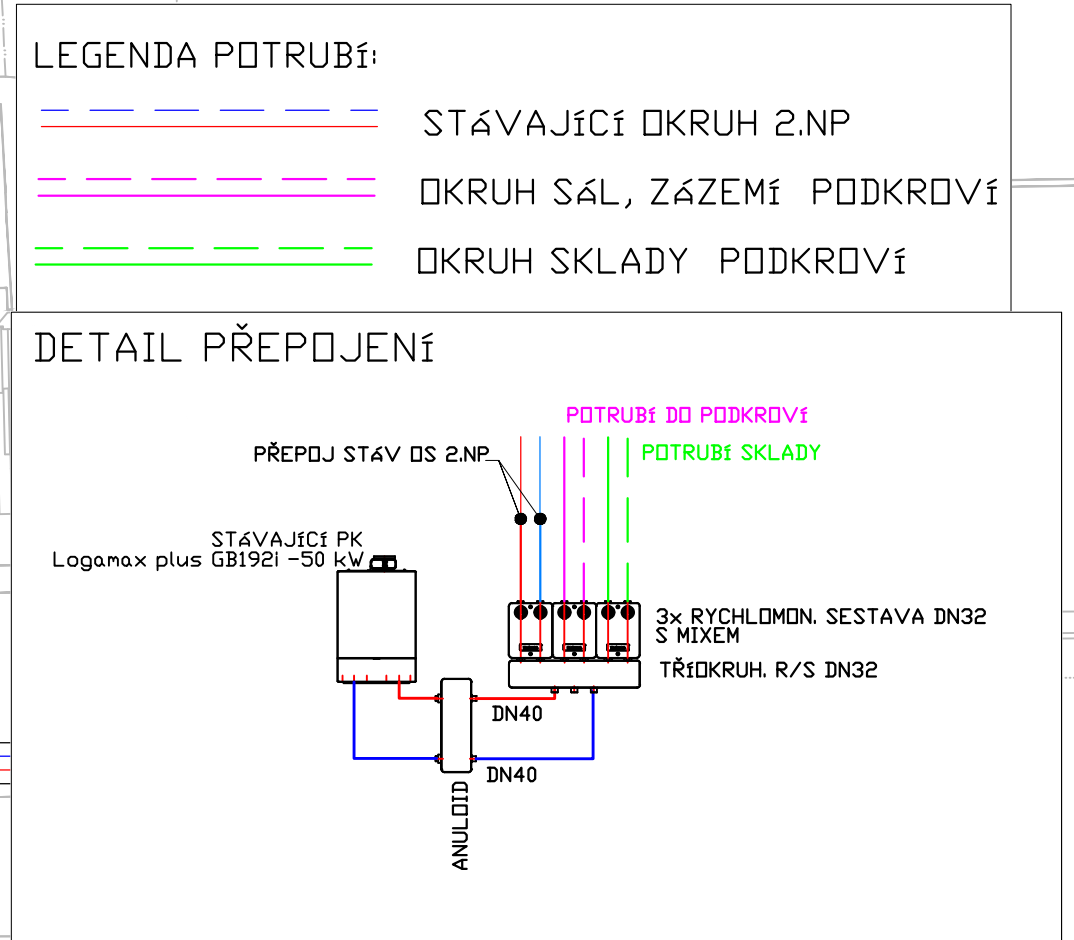 LEGENDA POTRUBÍ:
STÁVAJÍCÍ OKRUH 2.NP
OKRUH SÁL, ZÁZEMÍ PODKROVÍ
OKRUH SKLADY PODKROVÍ
DETAIL PŘEPOJENÍ
POTRUBÍ DO PODKROVÍ
PŘEPOJ STÁV OS 2.NP
POTRUBÍ SKLADY
STÁVAJÍCÍ PK
Logamax plus GB192i -50 kW
3x RYCHLOMON. SESTAVA DN32
S MIXEM
TŘÍOKRUH. R/S DN32
DN40
DN40
ANULOID